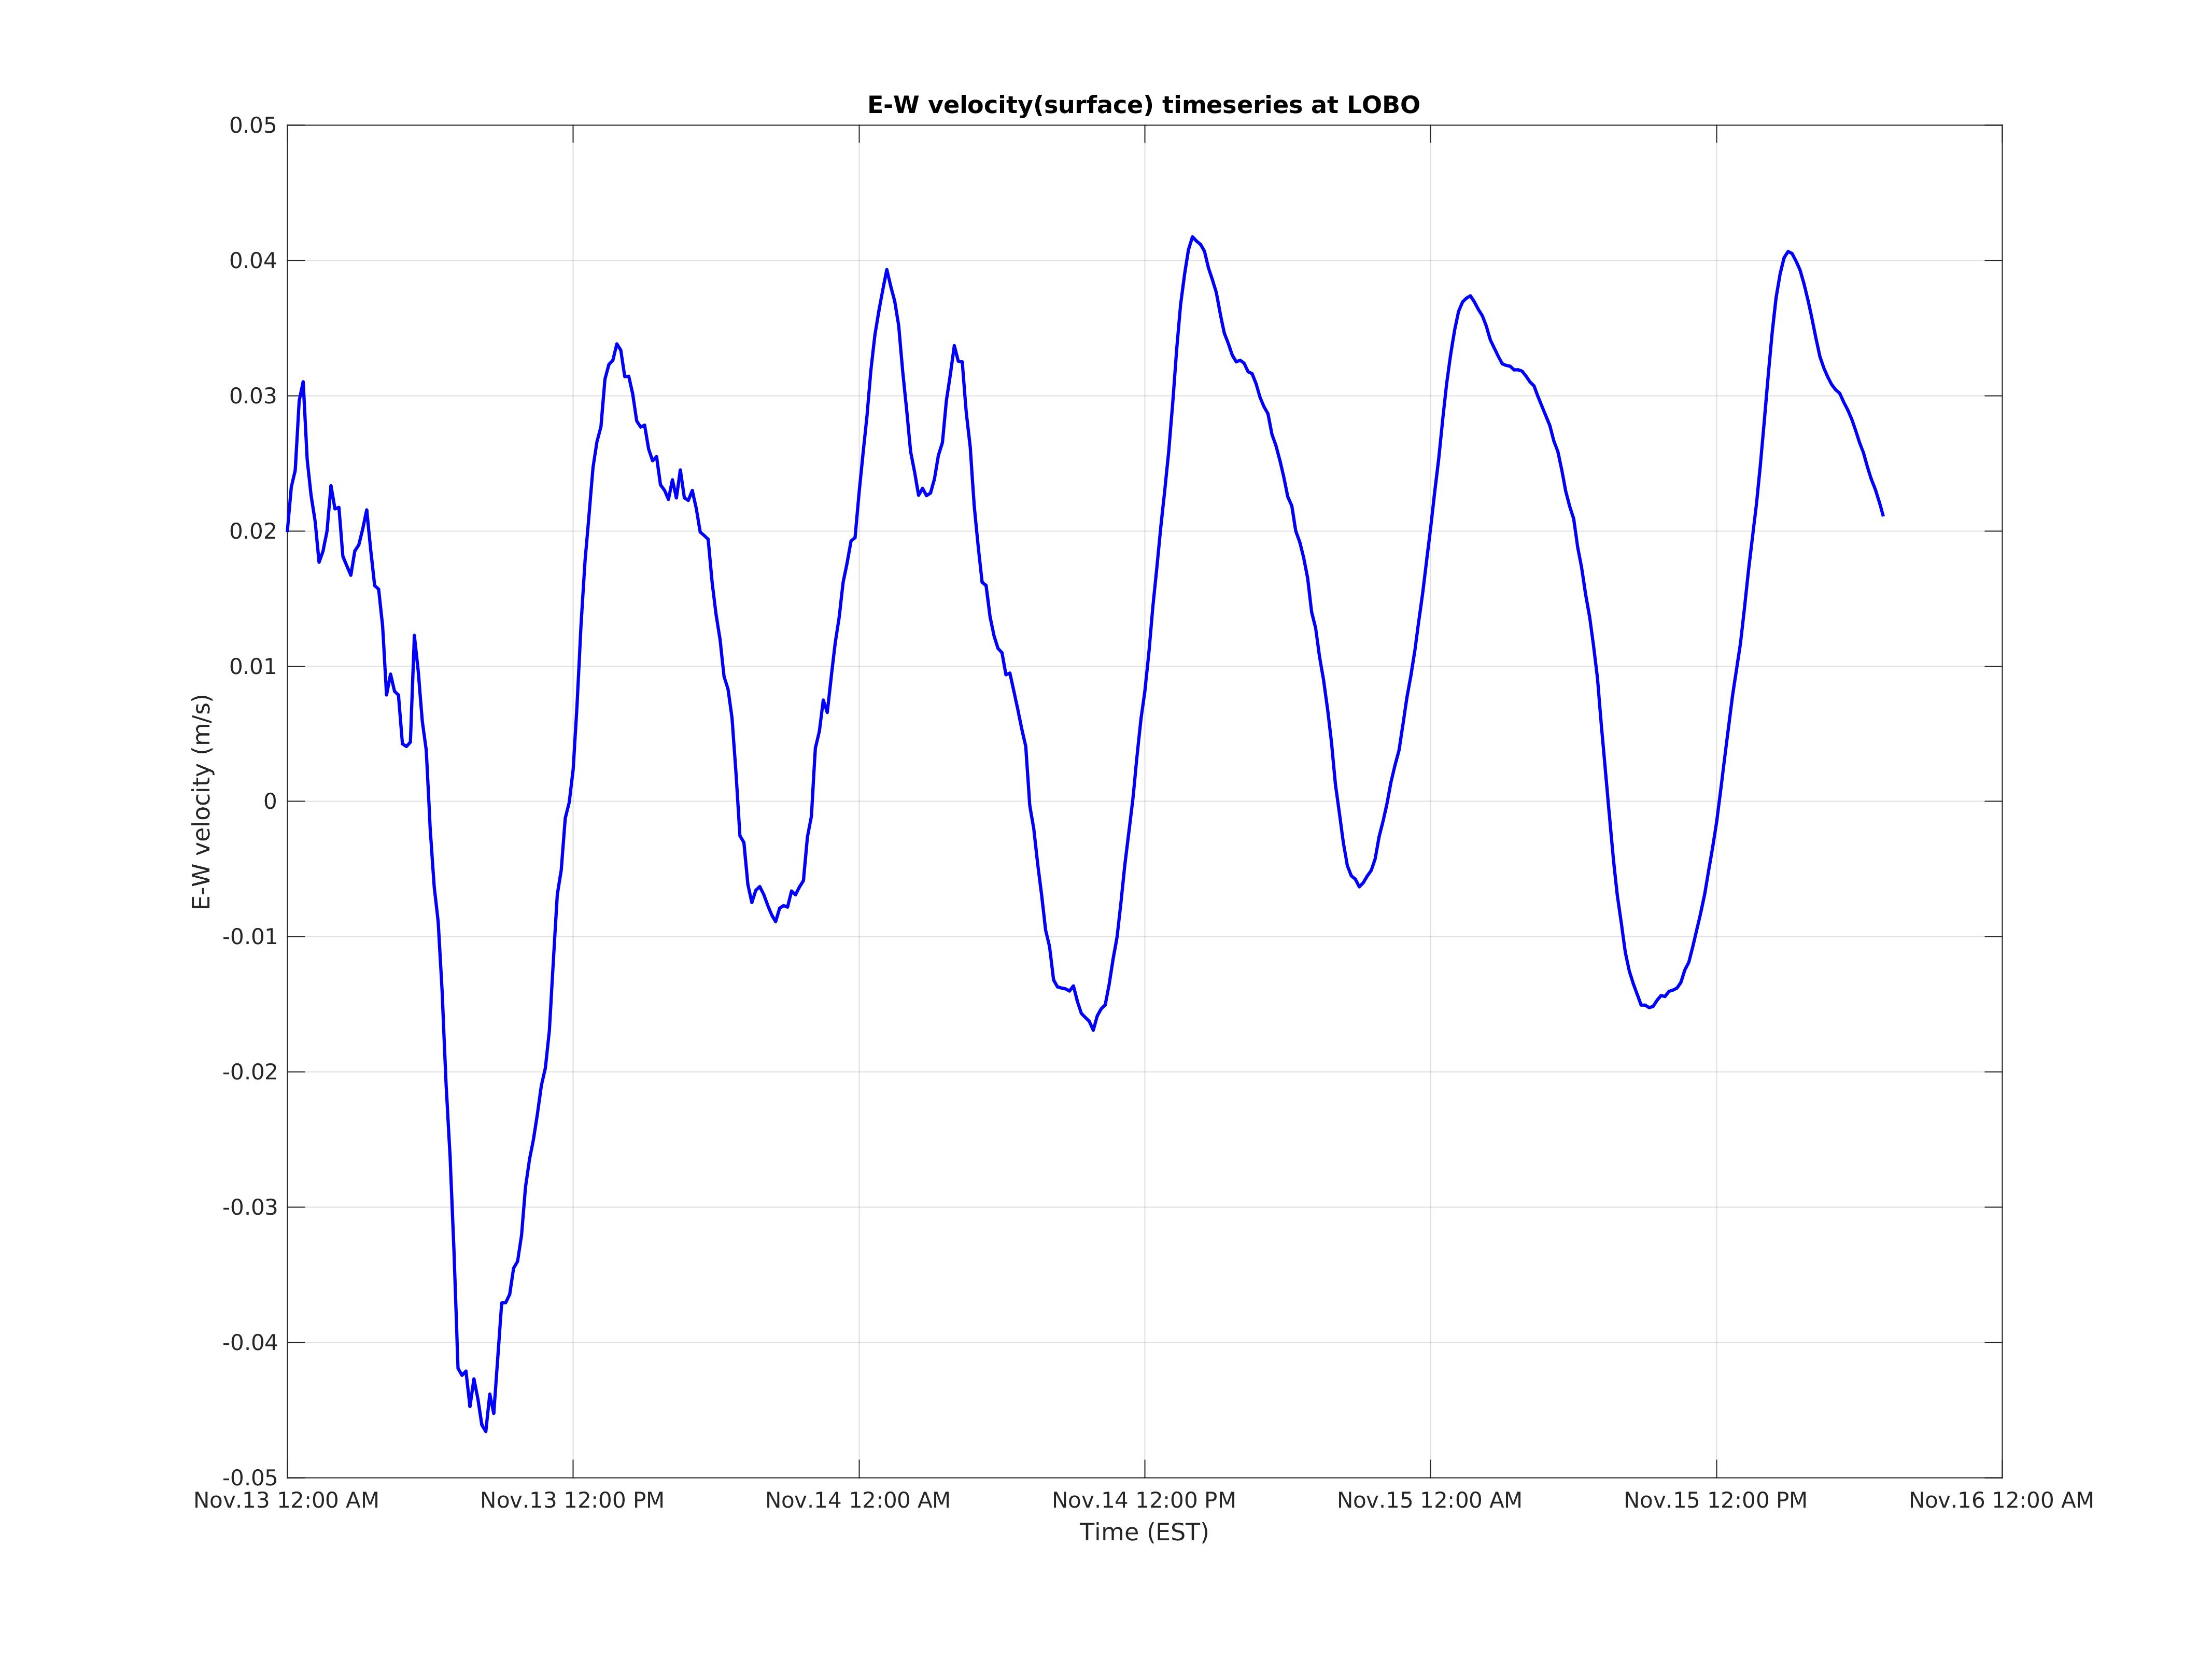 E-W velocity(surface) timeseries at LOBO
0.05
0.04
0.03
0.02
0.01
0
-0.01
-0.02
-0.03
-0.04
-0.05
E-W velocity (m/s)
Nov.13 12:00 AM Nov.13 12:00 PM Nov.14 12:00 AM Nov.14 12:00 PM Nov.15 12:00 AM Nov.15 12:00 PM Nov.16 12:00 AM
Time (EST)